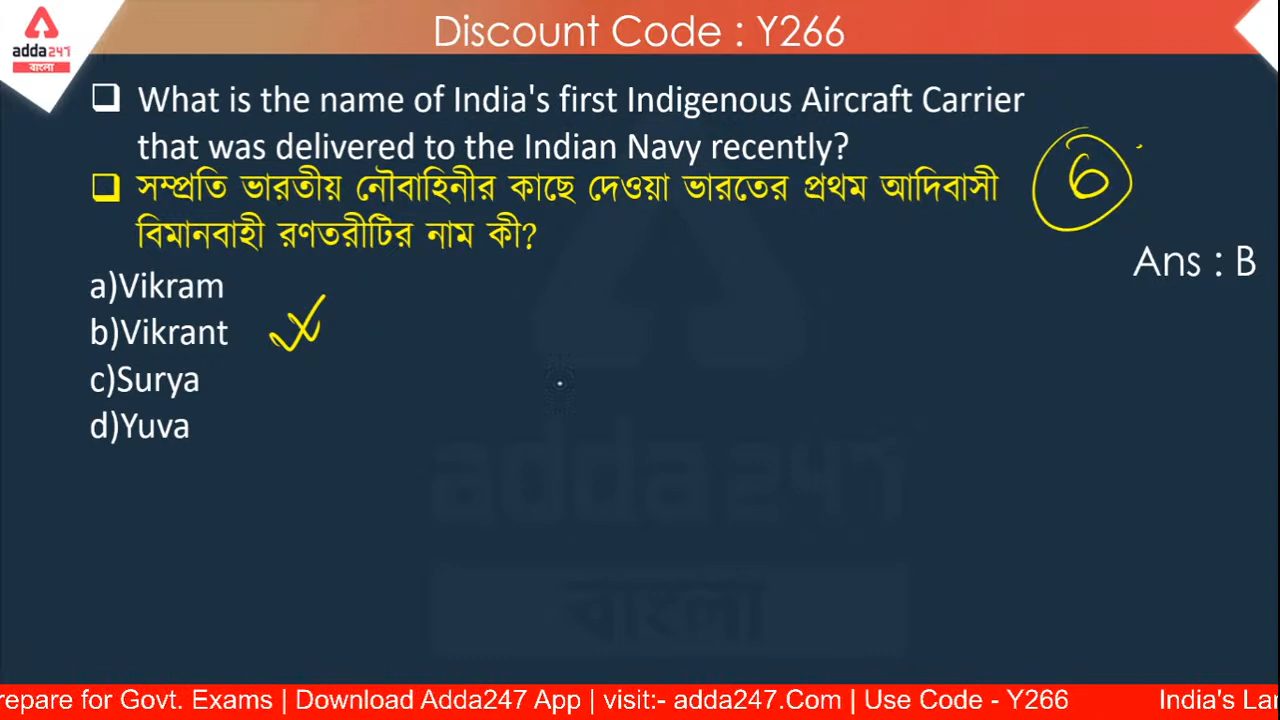 Discount Code : Y266
adda247
বাংলা
❑ What is the name of India's first Indigenous Aircraft Carrier
that was delivered to the Indian Navy recently?
❑ সম্প্রতি ভারতীয় নৌবাহিনীর কাছে দেওয়া ভারতের প্রথম আদিবাসী
বিমানবাহী রণতরীটির নাম কী?
6
Ans : B
a)Vikram
b)Vikrant
c)Surya
d)Yuva
adda247
বাংলা
repare for Govt. Exams | Download Adda247 App | visit:- adda247.Com | Use Code - Y266 India's Lar